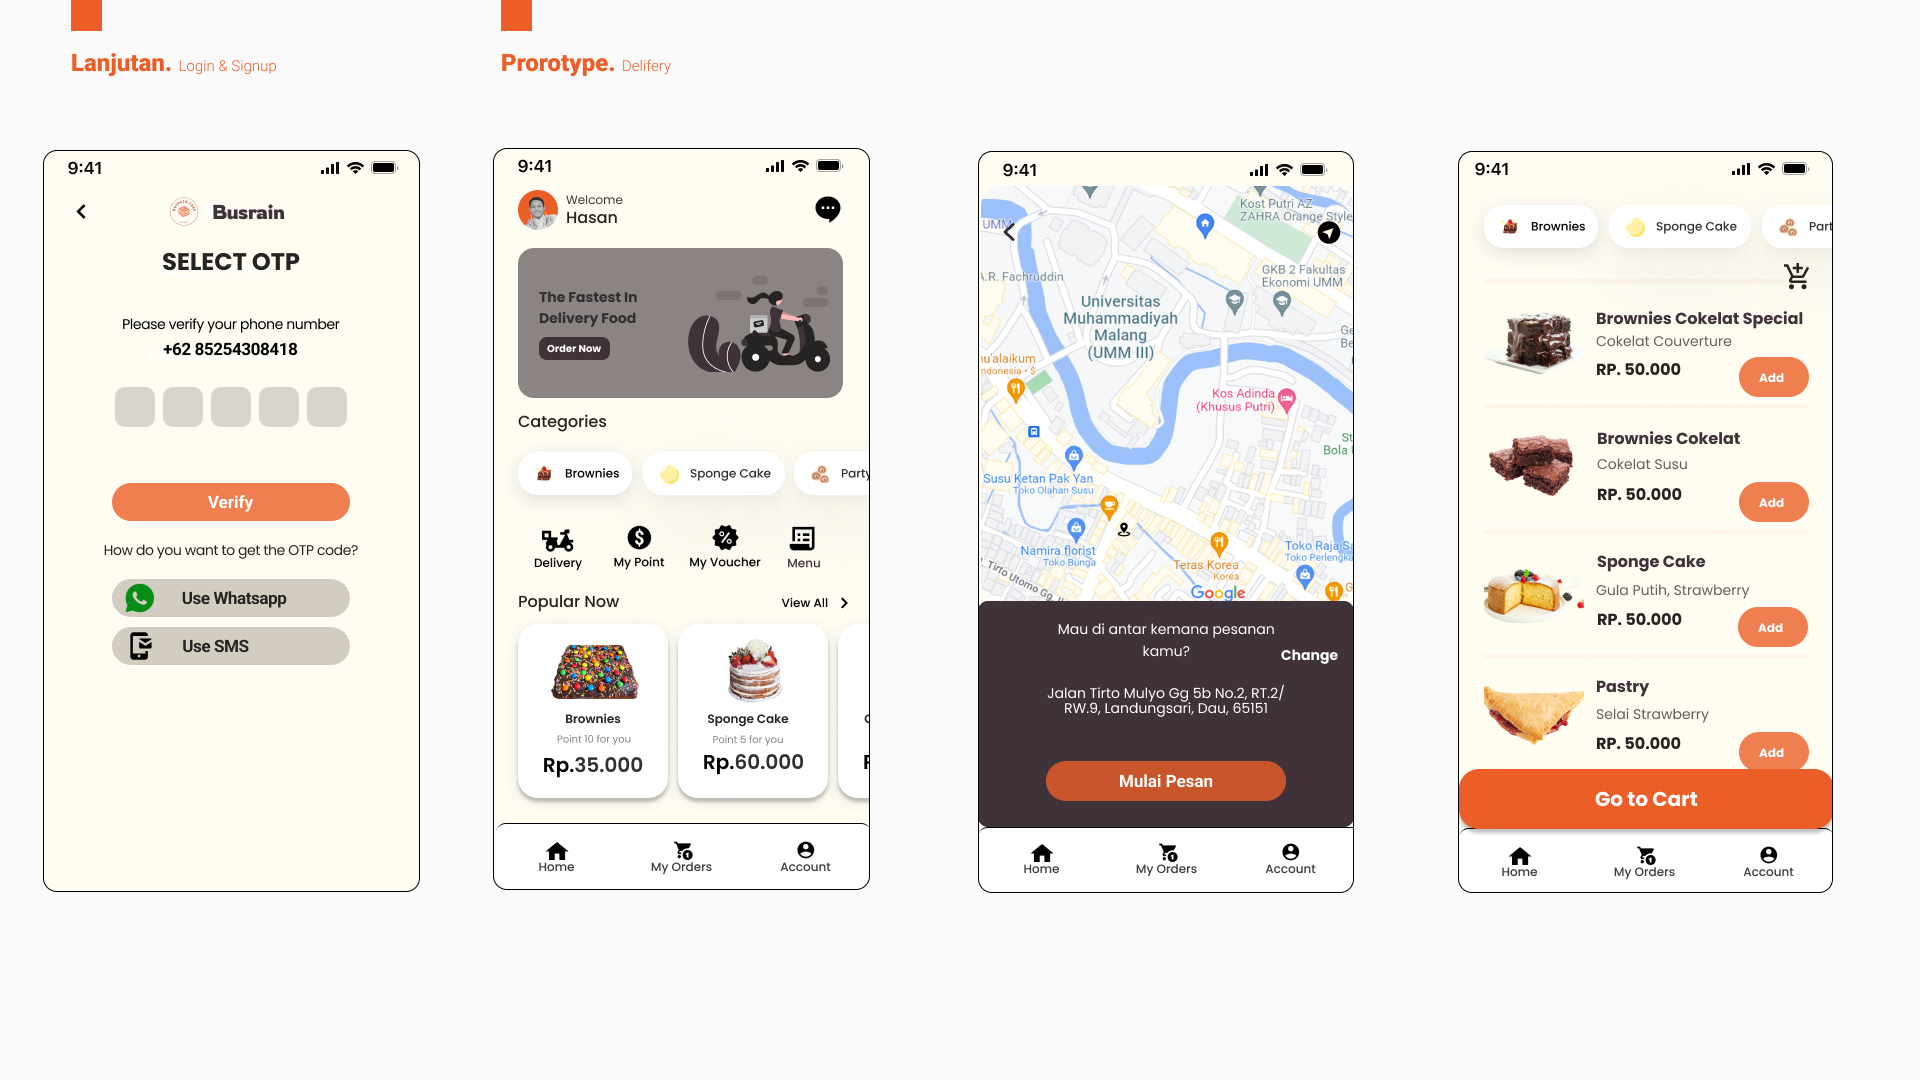 Lanjutan. Login & Signup
Prorotype. Delifery
9:41
Busrain
SELECT OTP
Please verify your phone number
+62 85254308418
Verify
How do you want to get the OTP code?
Use Whatsapp
Use SMS
9:41
Welcome
Hasan
The Fastest In
Delivery Food
Order Now
Categories
Brownies
Sponge Cake
Party
Delivery
My Point
My Voucher
Menu
Popular Now
View All
Brownies
Point 10 for you
Rp.35.000
Sponge Cake
Point 5 for you
Rp.60.000
Home
My Orders
Account
9:41
Kost Putri AZ
ZAHRA Orange Style
UMM
A.R. Fachruddin
GKB 2 Fakultas
Ekonomi UMM
Universitas
Muhammadiyah
Malang
(UMM III)
nu'alaikum
ndonesia • $
Kos Adinda
(Khusus Putri)
St
Bola
Susu Ketan Pak Yan
Toko Olahan Susu
Namira florist
Toko Bunga
Teras Korea
Korea
Toko Raja S
Toko Perlengka
. Tirto Utomo Gg.
Google
Mau di antar kemana pesanan
kamu?
Change
Jalan Tirto Mulyo Gg 5b No.2, RT.2/
RW.9, Landungsari, Dau, 65151
Mulai Pesan
Home
My Orders
Account
9:41
Brownies
Sponge Cake
Part
Brownies Cokelat Special
Cokelat Couverture
RP. 50.000
Add
Brownies Cokelat
Cokelat Susu
RP. 50.000
Add
Sponge Cake
Gula Putih, Strawberry
RP. 50.000
Add
Pastry
Selai Strawberry
RP. 50.000
Add
Go to Cart
Home
My Orders
Account